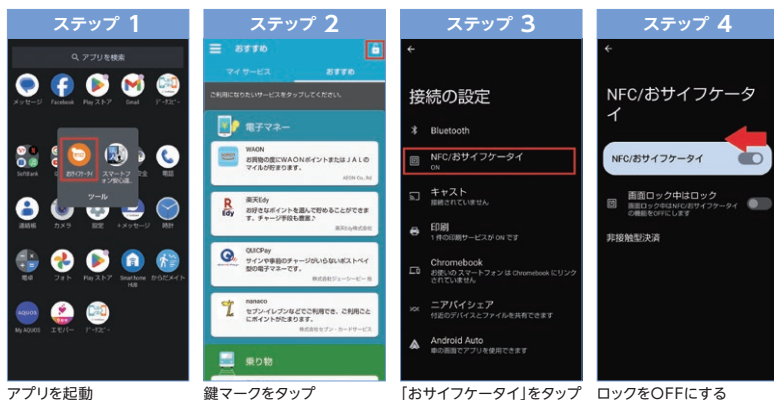 ステップ 1
アプリを検索
メッセージ
Facebook
Play ストア
Gmail
SoftBank
おサイフケータイ
電話
ツール
連絡帳
カメラ
設定
+メッセージ
時計
電卓
フォト
Play ストア
Smarthome HUB
からだメイト
AQUOS
My AQUOS
エモパー
アプリを起動
ステップ 2
おすすめ
マイ サービス
おすすめ
ご利用になりたいサービスをタップしてください。
電子マネー
WAON
お買物の度にWAONポイントまたはJALの
マイルが貯まります。
AEON Co., ltd
R
Edy
楽天Edy
お好きなポイントを選んで貯めることができま
す、チャージ手段も豊富♪
楽天Edy株式会社
QUICPay
サインや事前のチャージがいらないポストペイ
型の電子マネーです。
株式会社ジェーシービー 他
nanaco
セブン‐イレブンなどでご利用でき、ご利用ごと
にポイントがたまります。
株式会社セブン・カードサービス
乗り物
鍵マークをタップ
ステップ 3
接続の設定
Bluetooth
NFC/おサイフケータイ
ON
キャスト
接続されていません
印刷
1 件の印刷サービスが ON です
Chromebook
お使いの スマートフォン は Chromebook にリンク
されていません
ニアバイシェア
付近のデバイスとファイルを共有できます
Android Auto
車の画面でアプリを使用できます
「おサイフケータイ」をタップ
ステップ 4
NFC/おサイフケータ
イ
NFC/おサイフケータイ
画面ロック中はロック
画面ロック中はNFC/おサイフケータイ
の機能をOFFにします
非接触型決済
ロックをOFFにする